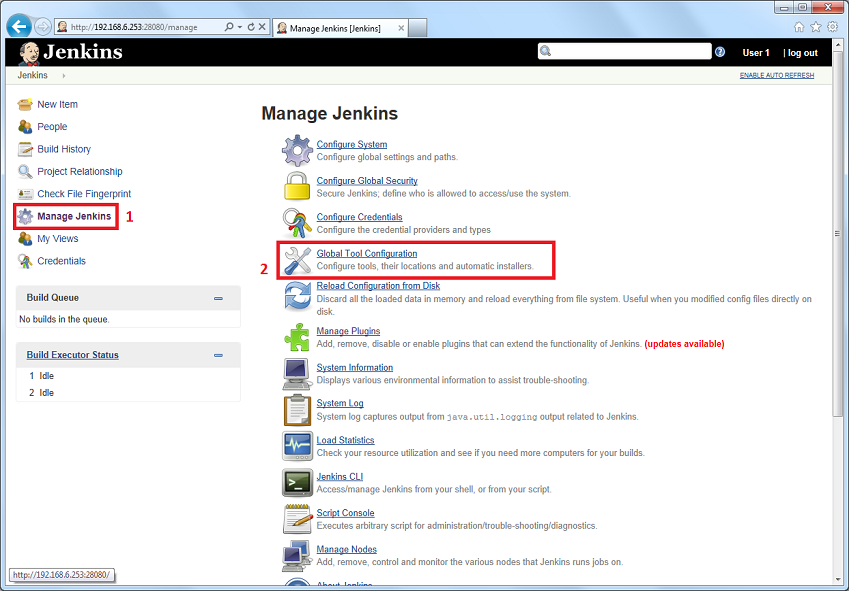 http://192.168.6.253:28080/manage
Manage Jenkins [Jenkins]
Jenkins
User 1 | log out
Jenkins
ENABLE AUTO REFRESH
New Item
People
Build History
Project Relationship
Check File Fingerprint
Manage Jenkins 1
My Views
Credentials
Build Queue
No builds in the queue.
Build Executor Status
1 Idle
2 Idle
Manage Jenkins
Configure System
Configure global settings and paths.
Configure Global Security
Secure Jenkins; define who is allowed to access/use the system.
Configure Credentials
Configure the credential providers and types
2
Global Tool Configuration
Configure tools, their locations and automatic installers.
Reload Configuration from Disk
Discard all the loaded data in memory and reload everything from file system. Useful when you modified config files directly on
disk.
Manage Plugins
Add, remove, disable or enable plugins that can extend the functionality of Jenkins. (updates available)
System Information
Displays various environmental information to assist trouble-shooting.
System Log
System log captures output from java.util.logging output related to Jenkins.
Load Statistics
Check your resource utilization and see if you need more computers for your builds.
Jenkins CLI
Access/manage Jenkins from your shell, or from your script.
Script Console
Executes arbitrary script for administration/trouble-shooting/diagnostics.
Manage Nodes
Add, remove, control and monitor the various nodes that Jenkins runs jobs on.
About Jenkins
http://192.168.6.253:28080/